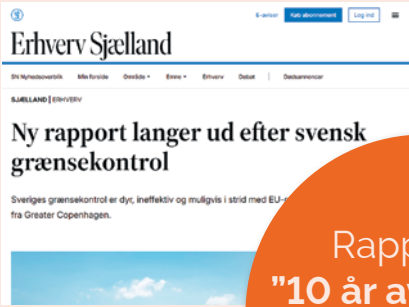 E-aviser Køb abonnement Log ind
Erhverv Sjælland
SN Nyhedsoverblik Min forside Område Emne Erhverv Debat Dødsannoncer
SJÆLLAND | ERHVERV
Ny rapport langer ud efter svensk
grænsekontrol
Sveriges grænsekontrol er dyr, ineffektiv og muligvis i strid med EU-
fra Greater Copenhagen.
Rapp
"10 år av